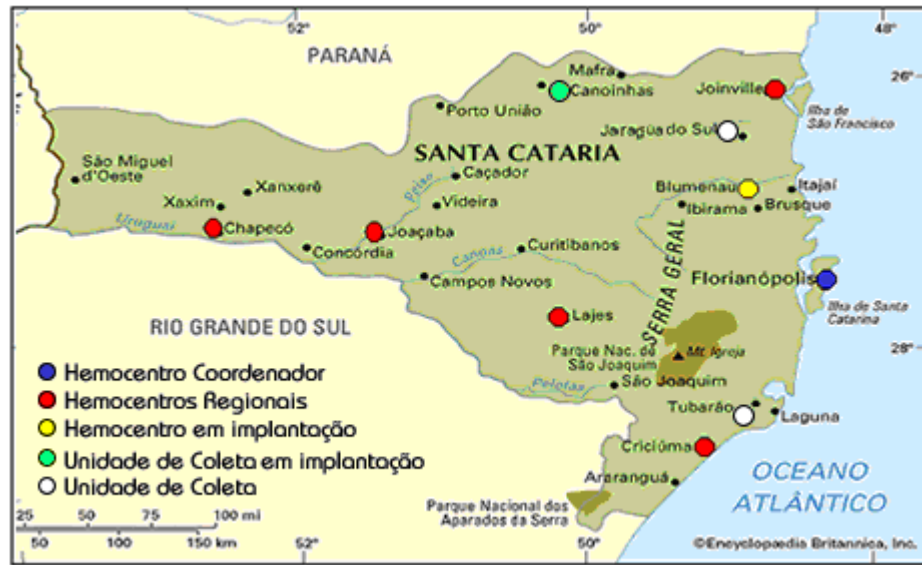 52°
50°
48°
26°
PARANÁ
Mafra
Canoinhas
Joinville
Porto União
Ilha de
São Francisco
Jaragüa do Sul
SANTA CATARIA
São Miguel
d'Oeste
Caçador
Peixe
Xanxerê
Blumenau
Itajaí
Xaxim
Videira
Ibirama
Brusque
Uruguai
Chapecó
Joaçaba
Concórdia
Curitibanos
Canoas
SERRA GERAL
Florianópolis
Campos Novos
Ilha de Santa
Catarina
RIO GRANDE DO SUL
Lajes
Parque Nac. de
São Joaquim
Mt. Igreja
28°
Pelotas
São Joaquim
Hemocentro Coordenador
Hemocentros Regionais
Hemocentro em implantação
Unidade de Coleta em implantação
Unidade de Coleta
Tubarão
Laguna
Criciúma
Araranguá
OCEANO
ATLÂNTICO
Parque Nacional dos
Aparados da Serra
25 50 75 100 mi
50 100 150 km
52°
50°
©Encyclopædia Britannica, Inc.